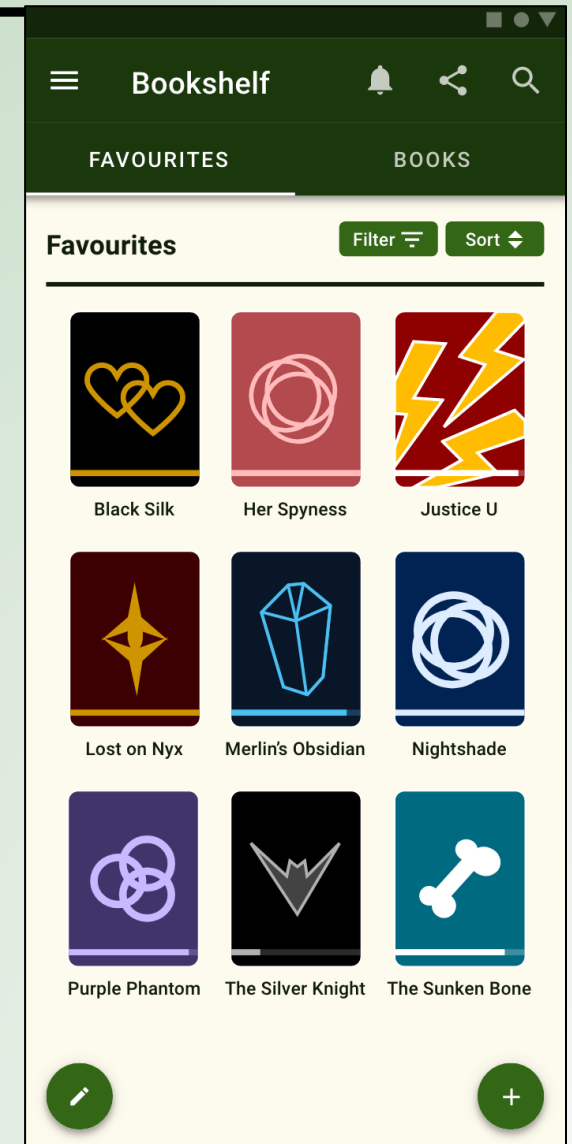 Bookshelf
FAVOURITES BOOKS
Favourites Filter Sort
Black Silk Her Spyness Justice U
Lost on Nyx Merlin's Obsidian Nightshade
Purple Phantom The Silver Knight The Sunken Bone